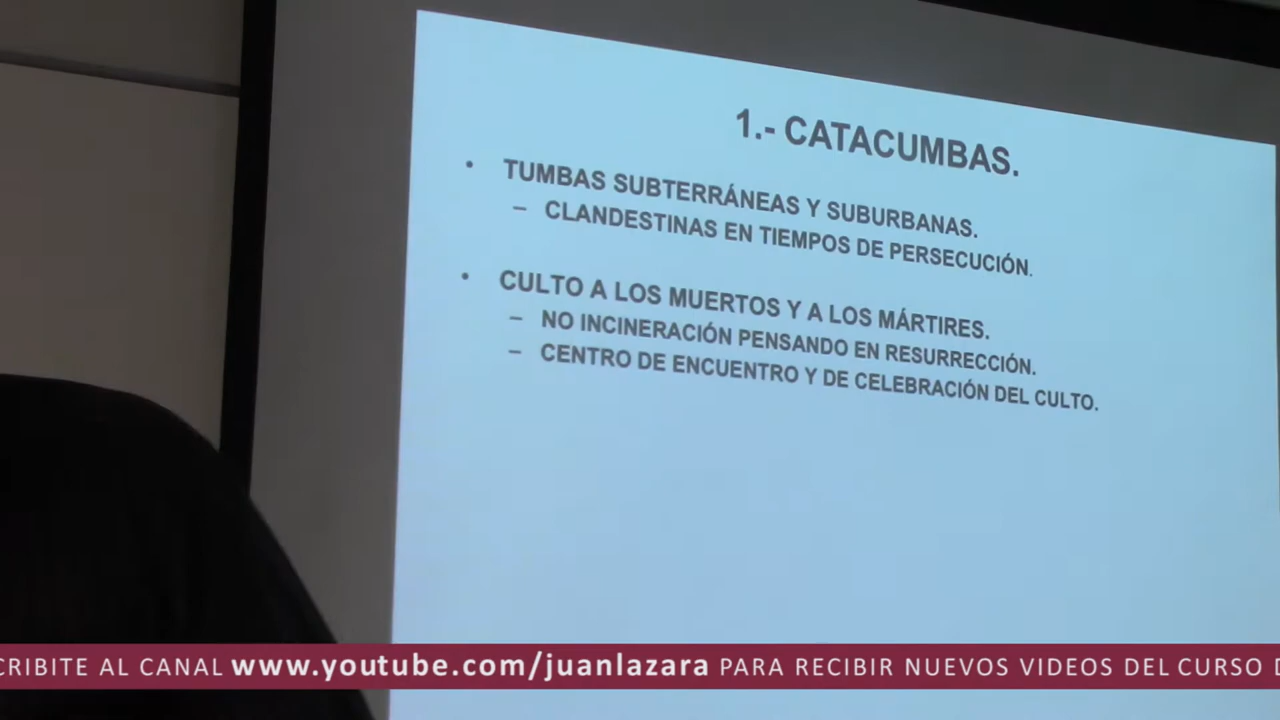 1.- CATACUMBAS.
• TUMBAS SUBTERRÁNEAS Y SUBURBANAS.
– CLANDESTINAS EN TIEMPOS DE PERSECUCIÓN.
• CULTO A LOS MUERTOS Y A LOS MÁRTIRES.
– NO INCINERACIÓN PENSANDO EN RESURRECCIÓN.
– CENTRO DE ENCUENTRO Y DE CELEBRACIÓN DEL CULTO.
CRIBITE AL CANAL www.youtube.com/juanlazara PARA RECIBIR NUEVOS VIDEOS DEL CURSO D